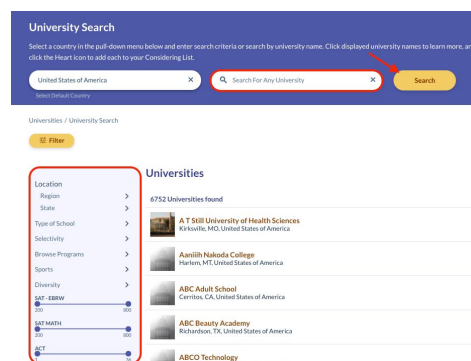 University Search
Select a country in the pull-down menu below and enter search criteria or search by university name. Click displayed university names to learn more, an
click the Heart icon to add each to your Considering List.
United States of America
Search For Any University
Search
Select Default Country
Universities / University Search
Filter
Universities
Location
Region
State
Type of School
Selectivity
Browse Programs
Sports
Diversity
SAT - EBRW
200 800
SAT MATH
200 800
ACT
1 36
6752 Universities found
A T Still University of Health Sciences
Kirksville, MO, United States of America
Aaniiih Nakoda College
Harlem, MT, United States of America
ABC Adult School
Cerritos, CA, United States of America
ABC Beauty Academy
Richardson, TX, United States of America
ABCO Technology